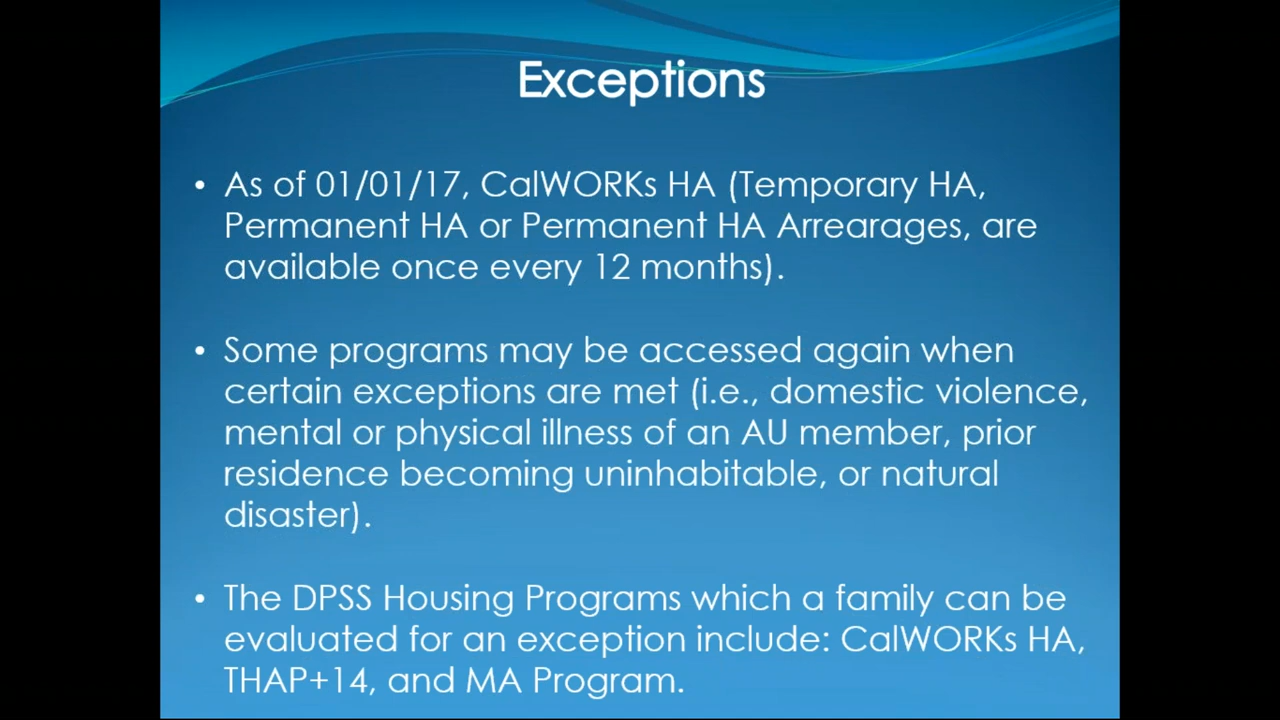 Exceptions
• As of 01/01/17, CalWORKs HA (Temporary HA,
Permanent HA or Permanent HA Arrearages, are
available once every 12 months).
• Some programs may be accessed again when
certain exceptions are met (i.e., domestic violence,
mental or physical illness of an AU member, prior
residence becoming uninhabitable, or natural
disaster).
• The DPSS Housing Programs which a family can be
evaluated for an exception include: CalWORKs HA,
THAP+14, and MA Program.